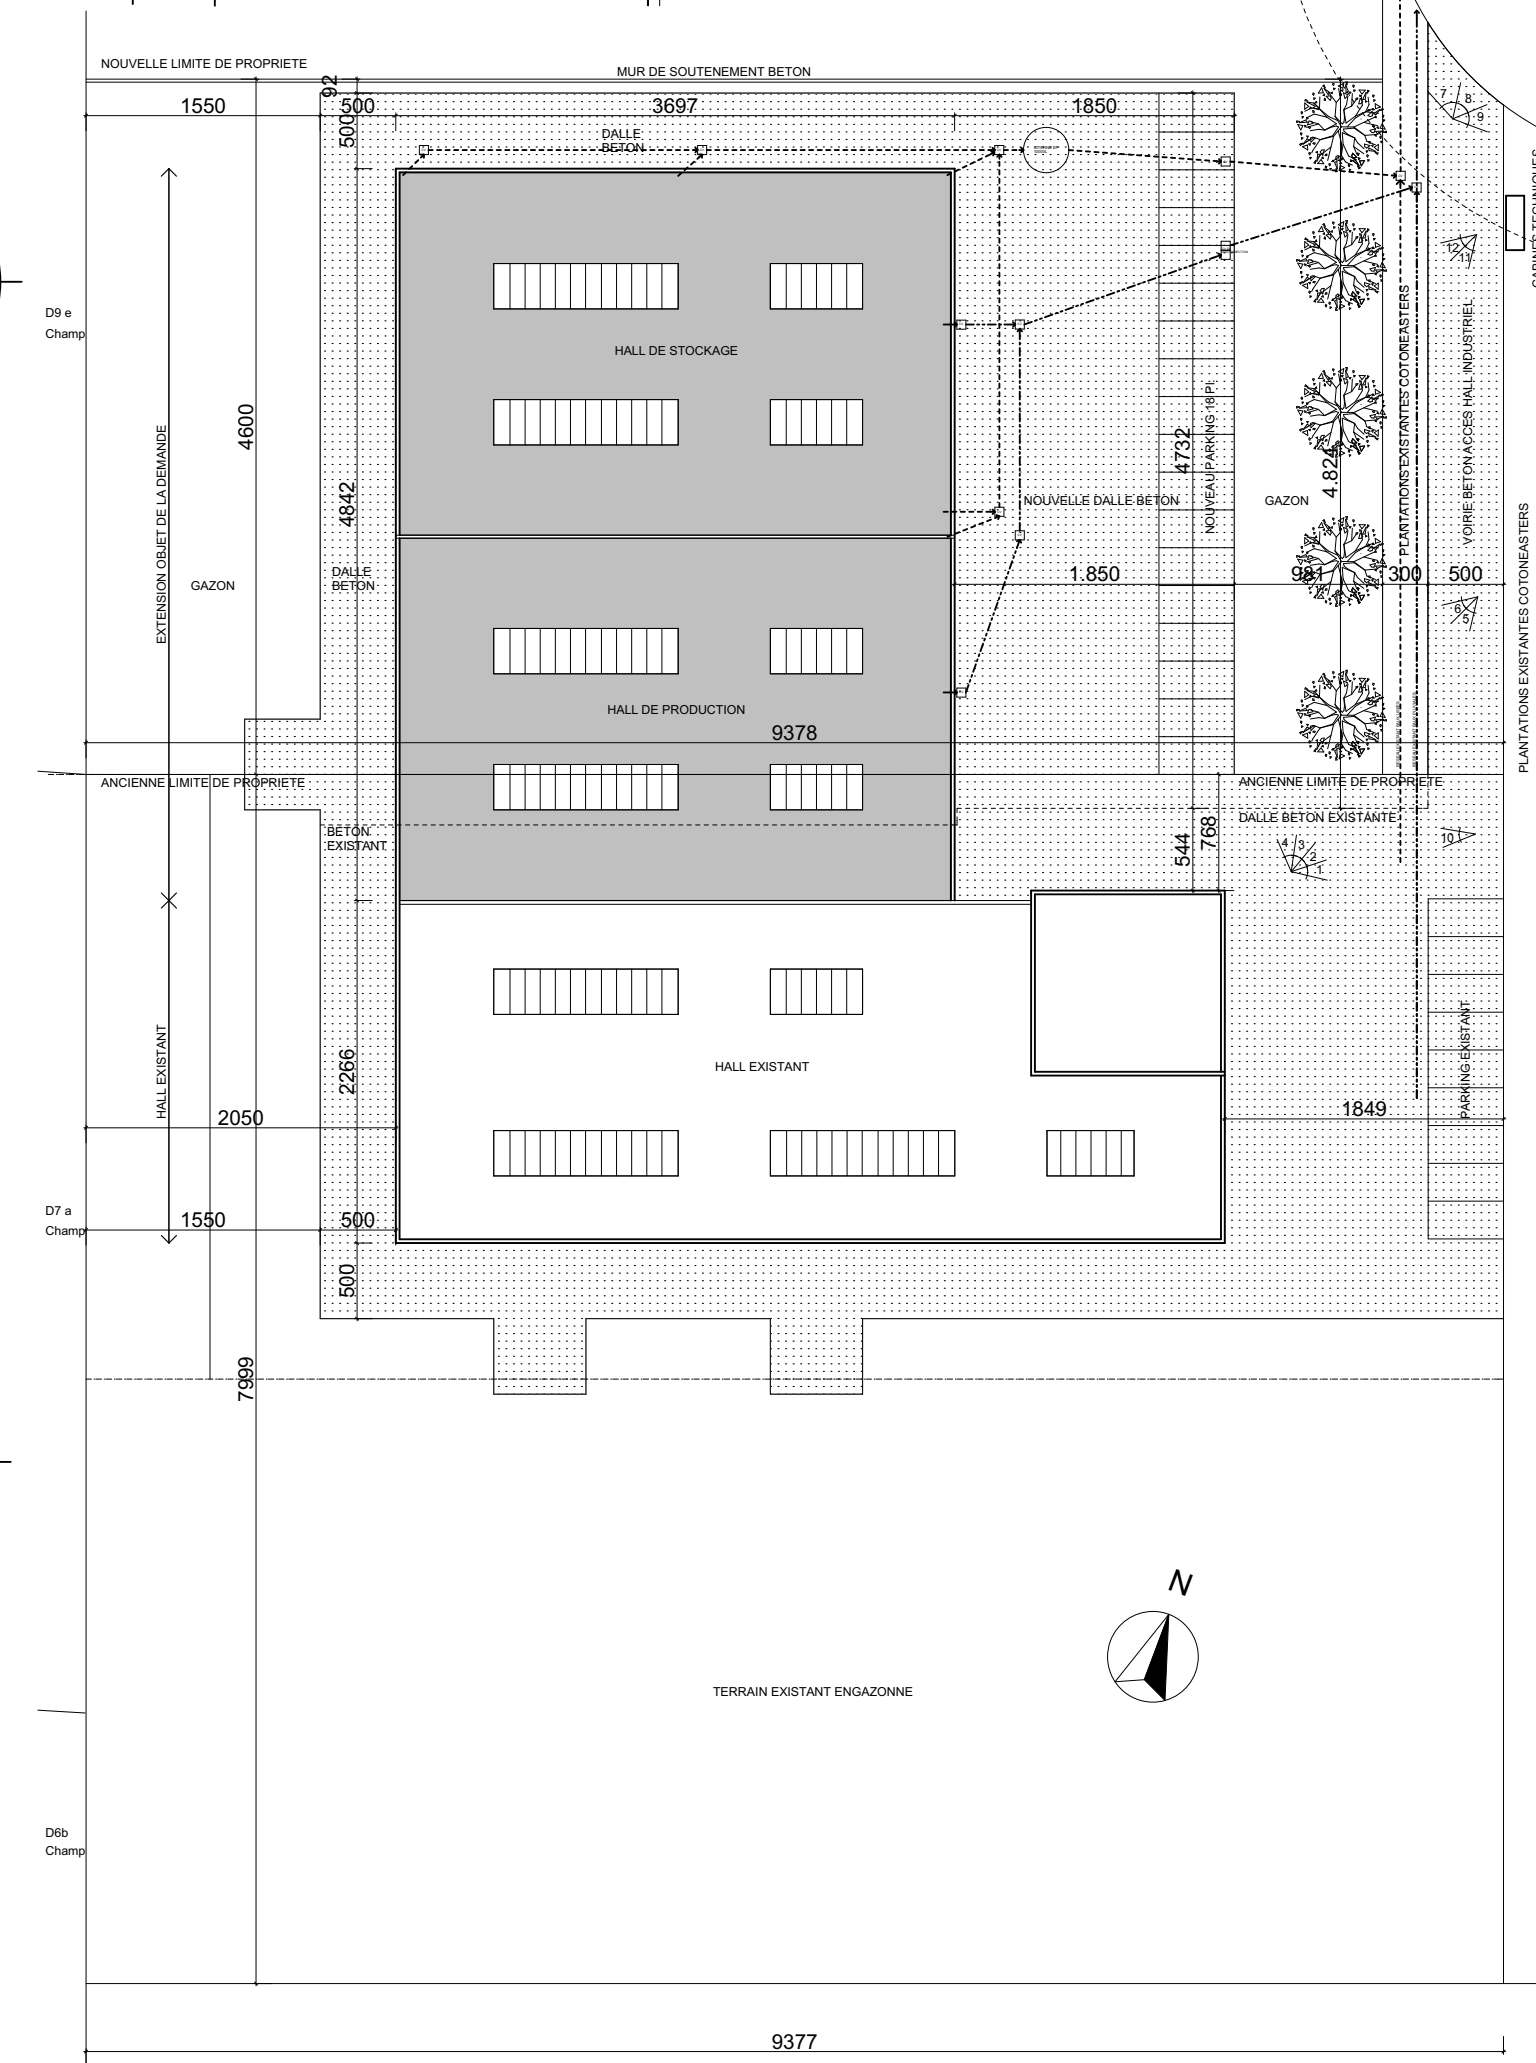 NOUVELLE LIMITE DE PROPRIETE
MUR DE SOUTENEMENT BETON
92
1550
500
3697
1850
500
DALLE
BETON
7
8
9
CABINES TECHNIQUES
12
11
D9 e
Champ
HALL DE STOCKAGE
4600
EXTENSION OBJET DE LA DEMANDE
4842
NOUVELLE DALLE BETON
4732
NOUVEAU PARKING 18 Pl.
GAZON
4.824
PLANTATIONS EXISTANTES COTONEASTERS
VOIRIE BETON ACCES HALL INDUSTRIEL
PLANTATIONS EXISTANTES COTONEASTERS
GAZON
DALLE
BETON
1.850
981
300
500
6
5
HALL DE PRODUCTION
9378
ANCIENNE LIMITE DE PROPRIETE
ANCIENNE LIMITE DE PROPRIETE
BETON
EXISTANT
544
768
DALLE BETON EXISTANTE
4
3
2
1
10
HALL EXISTANT
2266
HALL EXISTANT
PARKING EXISTANT
2050
1849
D7 a
Champ
1550
500
500
7999
N
TERRAIN EXISTANT ENGAZONNE
D6b
Champ
9377